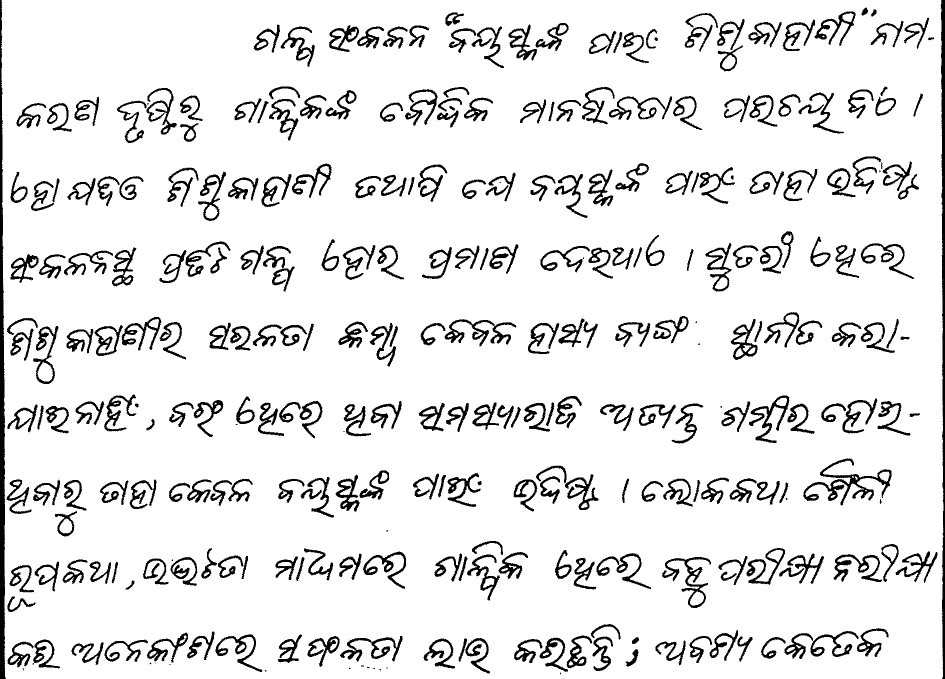 ଗଳ୍ପ ସଂକଳନ “ବୟସ୍କଙ୍କ ପାଇଂ ଶିଶୁକାହାଣୀ” ନାମ-
କରଣ ଦୃଷ୍ଟିରୁ ଗାଳ୍ପିକଙ୍କ ବୌଦ୍ଧିକ ମାନସିକତାର ପରିଚୟ ଦିଏ ।
ଏହା ଯଦିଓ ଶିଶୁକାହାଣୀ ତଥାପି ଯେ ବୟସ୍କଙ୍କ ପାଇଂ ତାହା ଉଦ୍ଦିଷ୍ଟ,
ସଂକଳନସ୍ଥ ପ୍ରତିଟି ଗଳ୍ପ ଏହାର ପ୍ରମାଣ ଦେଇଥାଏ । ସୁତରାଁ ଏଥିରେ
ଶିଶୁକାହାଣୀର ସରଳତା କିମ୍ବା କେବଳ ହାସ୍ୟ ବ୍ୟଙ୍ଗ ସ୍ଥାନୀତ କରା-
ଯାଇନାହିଁ, ବରଂ ଏଥିରେ ଥିବା ସମସ୍ୟାରାଜି ଅତ୍ୟନ୍ତ ଗମ୍ଭୀର ହୋଇ-
ଥିବାରୁ ତାହା କେବଳ ବୟସ୍କଙ୍କ ପାଇଂ ଉଦ୍ଦିଷ୍ଟ । ଲୋକକଥା ଶୈଳୀ
ରୂପକଥା, ଉଦ୍ଭଟତା ମାଧ୍ୟମରେ ଗାଳ୍ପିକ ଏଥିରେ ବହୁ ପରୀକ୍ଷା ନିରୀକ୍ଷା
କରି ଅନେକାଂଶରେ ସଫଳତା ଲାଭ କରିଛନ୍ତି; ଅବଶ୍ୟ କେତେକ